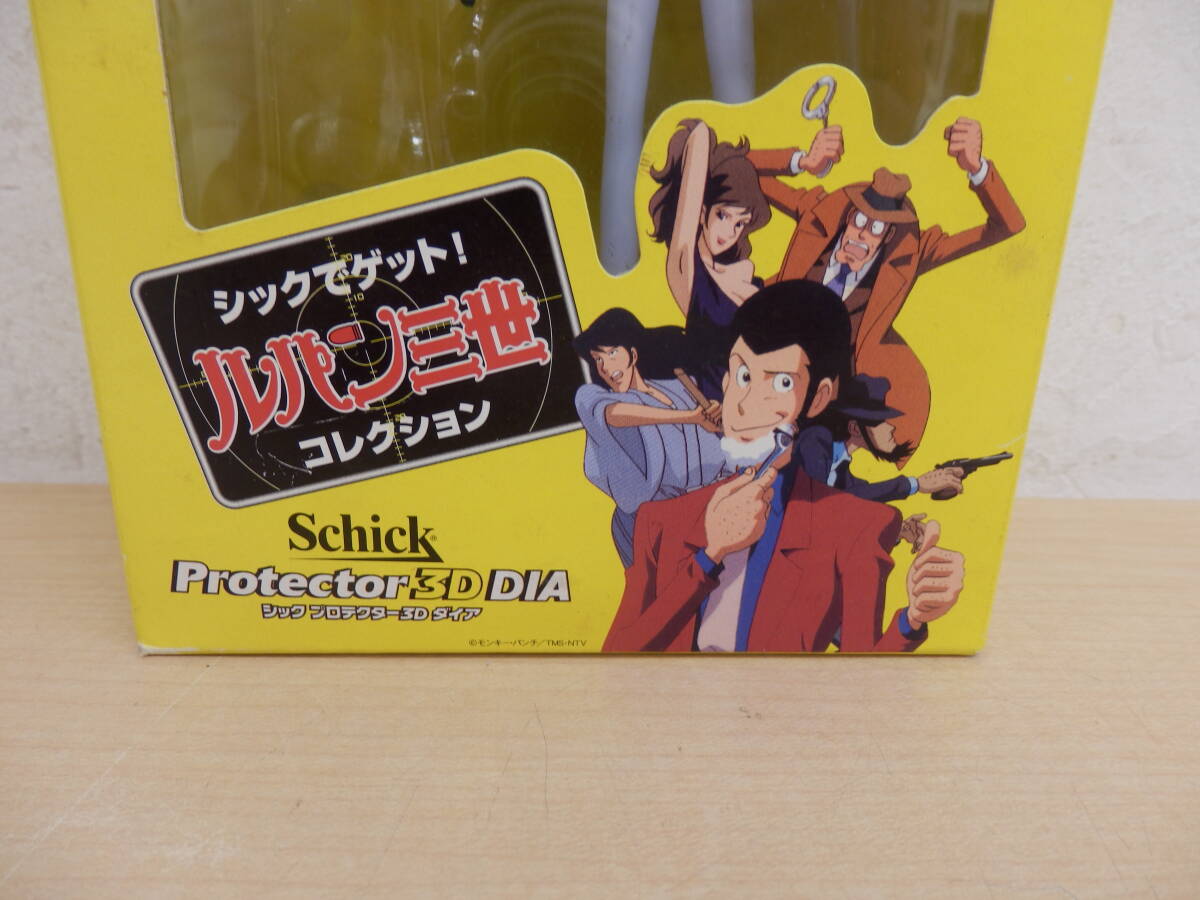 シックでゲット!
ルパン三世
コレクション
Schick®
Protector 3D DIA
シック プロテクター3D ダイア
©モンキー・パンチ/TMS・NTV